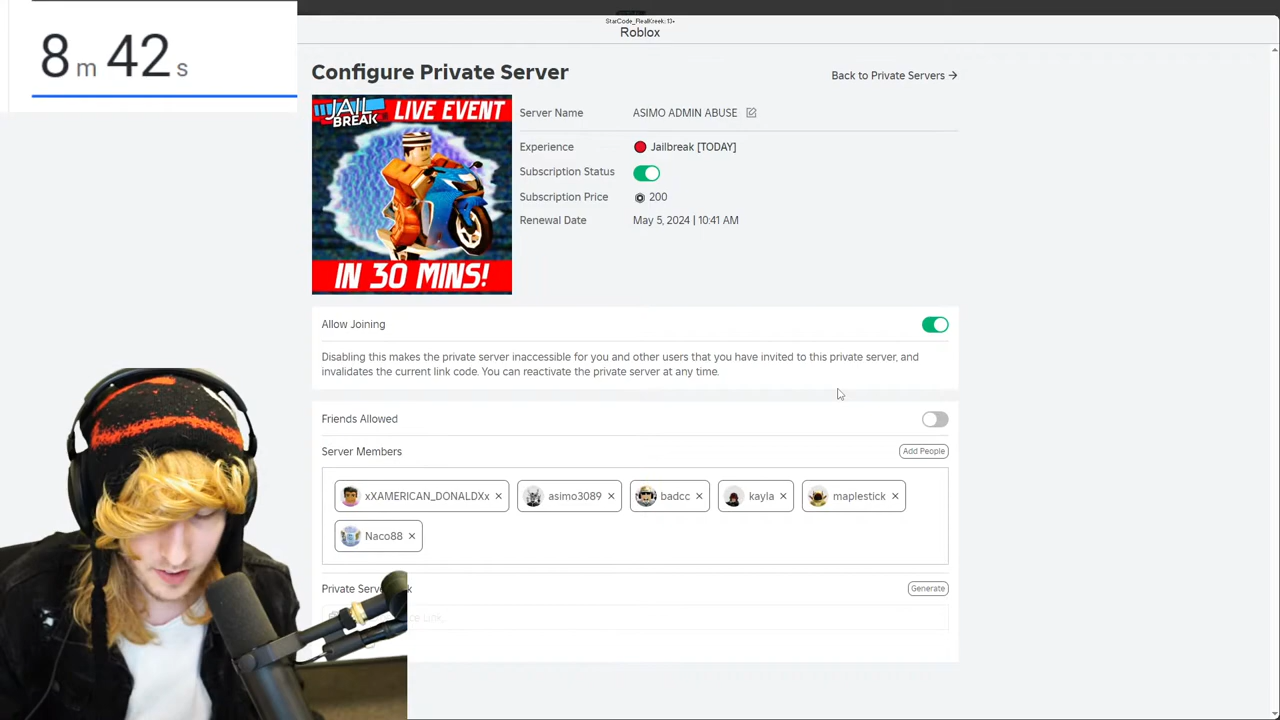 8 m 42 s
StarCode_RealKreek: 13+
Roblox
Configure Private Server
Back to Private Servers →
JAIL BREAK LIVE EVENT
IN 30 MINS!
Server Name ASIMO ADMIN ABUSE
Experience Jailbreak [TODAY]
Subscription Status
Subscription Price 200
Renewal Date May 5, 2024 | 10:41 AM
Allow Joining
Disabling this makes the private server inaccessible for you and other users that you have invited to this private server, and
invalidates the current link code. You can reactivate the private server at any time.
Friends Allowed
Server Members Add People
xXAMERICAN_DONALDXx × asimo3089 × badcc × kayla × maplestick ×
Naco88 ×
Private Generate
Link.